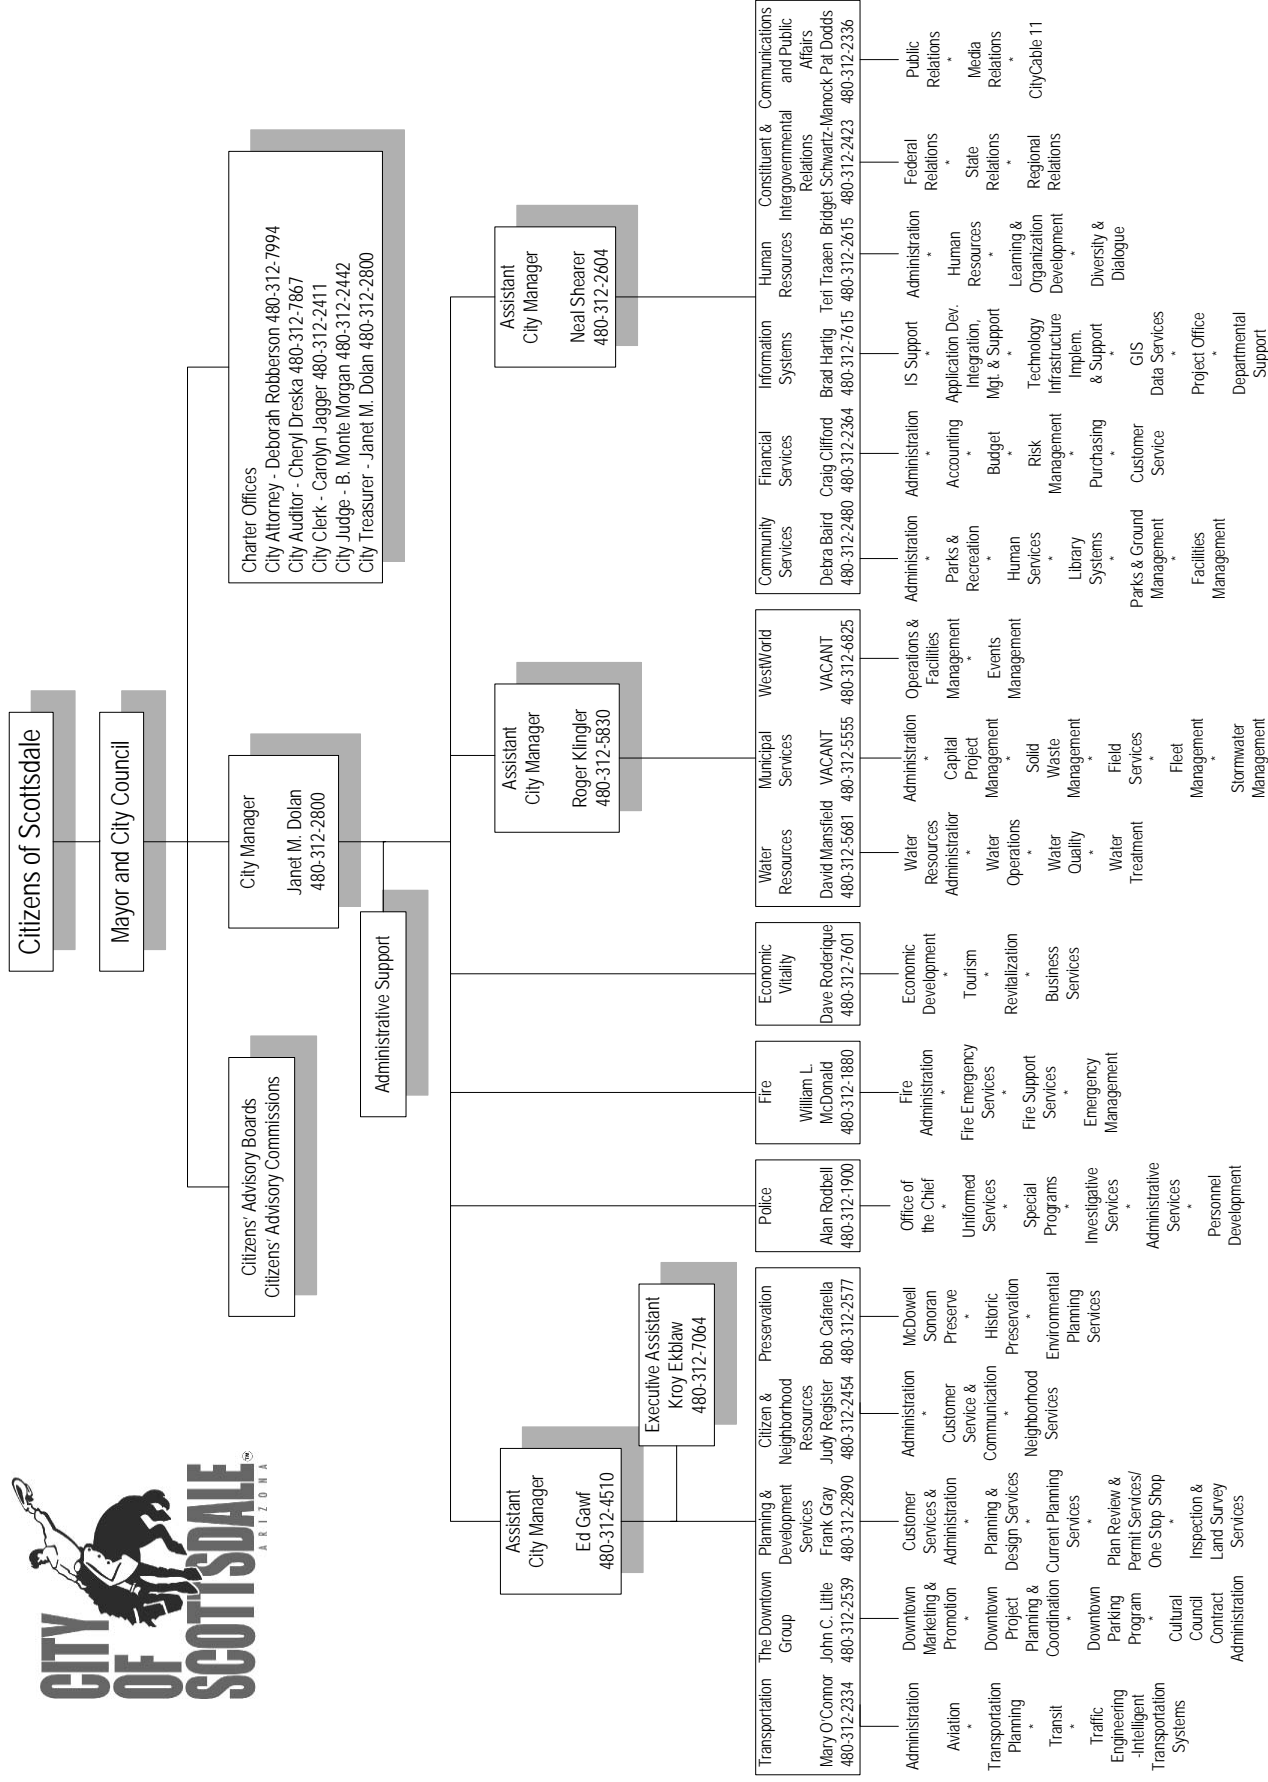 CITY
OF
SCOTTSDALE
ARIZONA
Citizens of Scottsdale
Mayor and City Council
Citizens' Advisory Boards
Citizens' Advisory Commissions
City Manager
Janet M. Dolan
480-312-2800
Charter Offices
City Attorney - Deborah Robberson 480-312-7994
City Auditor - Cheryl Dreska 480-312-7867
City Clerk - Carolyn Jagger 480-312-2411
City Judge - B. Monte Morgan 480-312-2442
City Treasurer - Janet M. Dolan 480-312-2800
Administrative Support
Assistant
City Manager
Ed Gawf
480-312-4510
Executive Assistant
Kroy Ekblaw
480-312-7064
Assistant
City Manager
Roger Klingler
480-312-5830
Assistant
City Manager
Neal Shearer
480-312-2604
Transportation
Mary O'Connor
480-312-2334
Administration
*
Aviation
*
Transportation
Planning
*
Transit
*
Traffic
Engineering
-Intelligent
Transportation
Systems
The Downtown
Group
John C. Little
480-312-2539
Downtown
Marketing &
Promotion
*
Downtown
Project
Planning &
Coordination
*
Downtown
Parking
Program
*
Cultural
Council
Contract
Administration
Planning &
Development
Services
Frank Gray
480-312-2890
Customer
Services &
Administration
*
Planning &
Design Services
*
Current Planning
Services
*
Plan Review &
Permit Services/
One Stop Shop
*
Inspection &
Land Survey
Services
Citizen &
Neighborhood
Resources
Judy Register
480-312-2454
Administration
*
Customer
Service &
Communication
*
Neighborhood
Services
Preservation
Bob Cafarella
480-312-2577
McDowell
Sonoran
Preserve
*
Historic
Preservation
*
Environmental
Planning
Services
Police
Alan Rodbell
480-312-1900
Office of
the Chief
*
Uniformed
Services
*
Special
Programs
*
Investigative
Services
*
Administrative
Services
*
Personnel
Development
Fire
William L.
McDonald
480-312-1880
Fire
Administration
*
Fire Emergency
Services
*
Fire Support
Services
*
Emergency
Management
Economic
Vitality
Dave Roderique
480-312-7601
Economic
Development
*
Tourism
*
Revitalization
*
Business
Services
Water
Resources
David Mansfield
480-312-5681
Water
Resources
Administration
*
Water
Operations
*
Water
Quality
*
Water
Treatment
Municipal
Services
VACANT
480-312-5555
Administration
*
Capital
Project
Management
*
Solid
Waste
Management
*
Field
Services
*
Fleet
Management
*
Stormwater
Management
WestWorld
VACANT
480-312-6825
Operations &
Facilities
Management
*
Events
Management
Community
Services
Debra Baird
480-312-2480
Administration
*
Parks &
Recreation
*
Human
Services
*
Library
Systems
*
Parks & Ground
Management
*
Facilities
Management
Financial
Services
Craig Clifford
480-312-2364
Administration
*
Accounting
*
Budget
*
Risk
Management
*
Purchasing
*
Customer
Service
Information
Systems
Brad Hartig
480-312-7615
IS Support
*
Application Dev.
Integration,
Mgt. & Support
*
Technology
Infrastructure
Implem.
& Support
*
GIS
Data Services
*
Project Office
*
Departmental
Support
Human
Resources
Teri Traaen
480-312-2615
Administration
*
Human
Resources
*
Learning &
Organization
Development
*
Diversity &
Dialogue
Constituent &
Intergovernmental
Relations
Bridget Schwartz-Manock
480-312-2423
Federal
Relations
*
State
Relations
*
Regional
Relations
Communications
and Public
Affairs
Pat Dodds
480-312-2336
Public
Relations
*
Media
Relations
*
CityCable 11